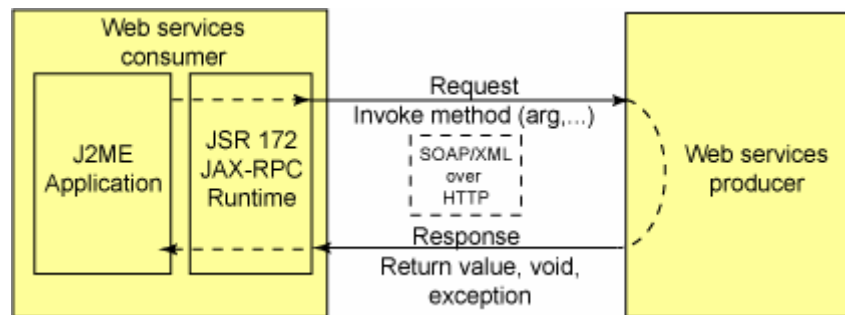 Web services
consumer
J2ME
Application
JSR 172
JAX-RPC
Runtime
Request
Invoke method (arg,...)
SOAP/XML
over
HTTP
Response
Return value, void,
exception
Web services
producer